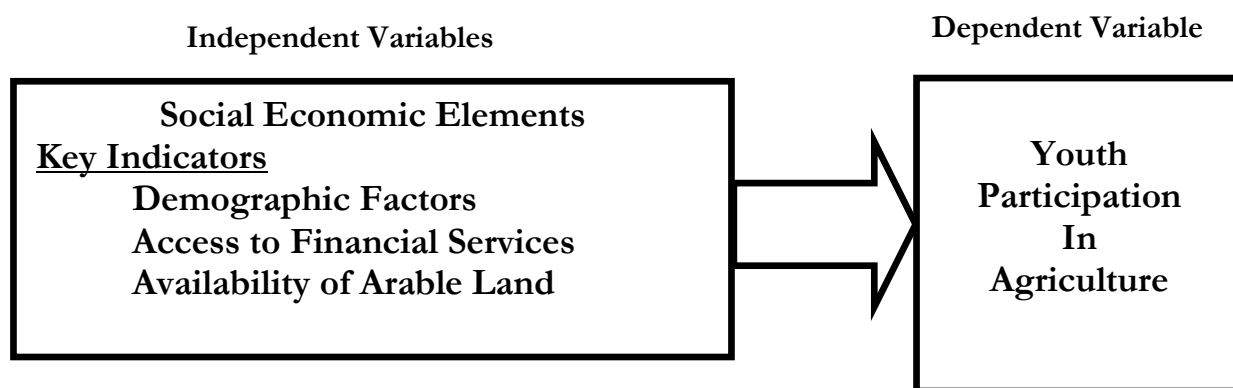 Independent Variables
Dependent Variable
Social Economic Elements
Key Indicators
Demographic Factors
Access to Financial Services
Availability of Arable Land
Youth
Participation
In
Agriculture